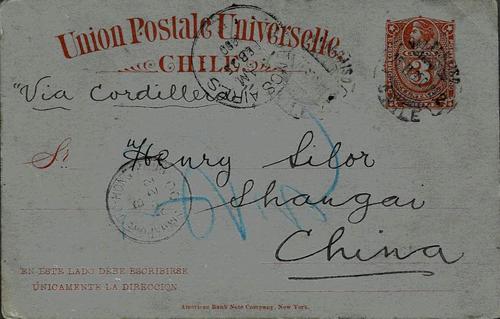 Union Postale Universelle.
CHILE
"Via Cordillera
AIRES
Sr.
"Henry Silor
Shangai
China
EN ESTE LADO DEBE ESCRIBIRSE
ÚNICAMENTE LA DIRECCION
American Bank Note Company, New York.